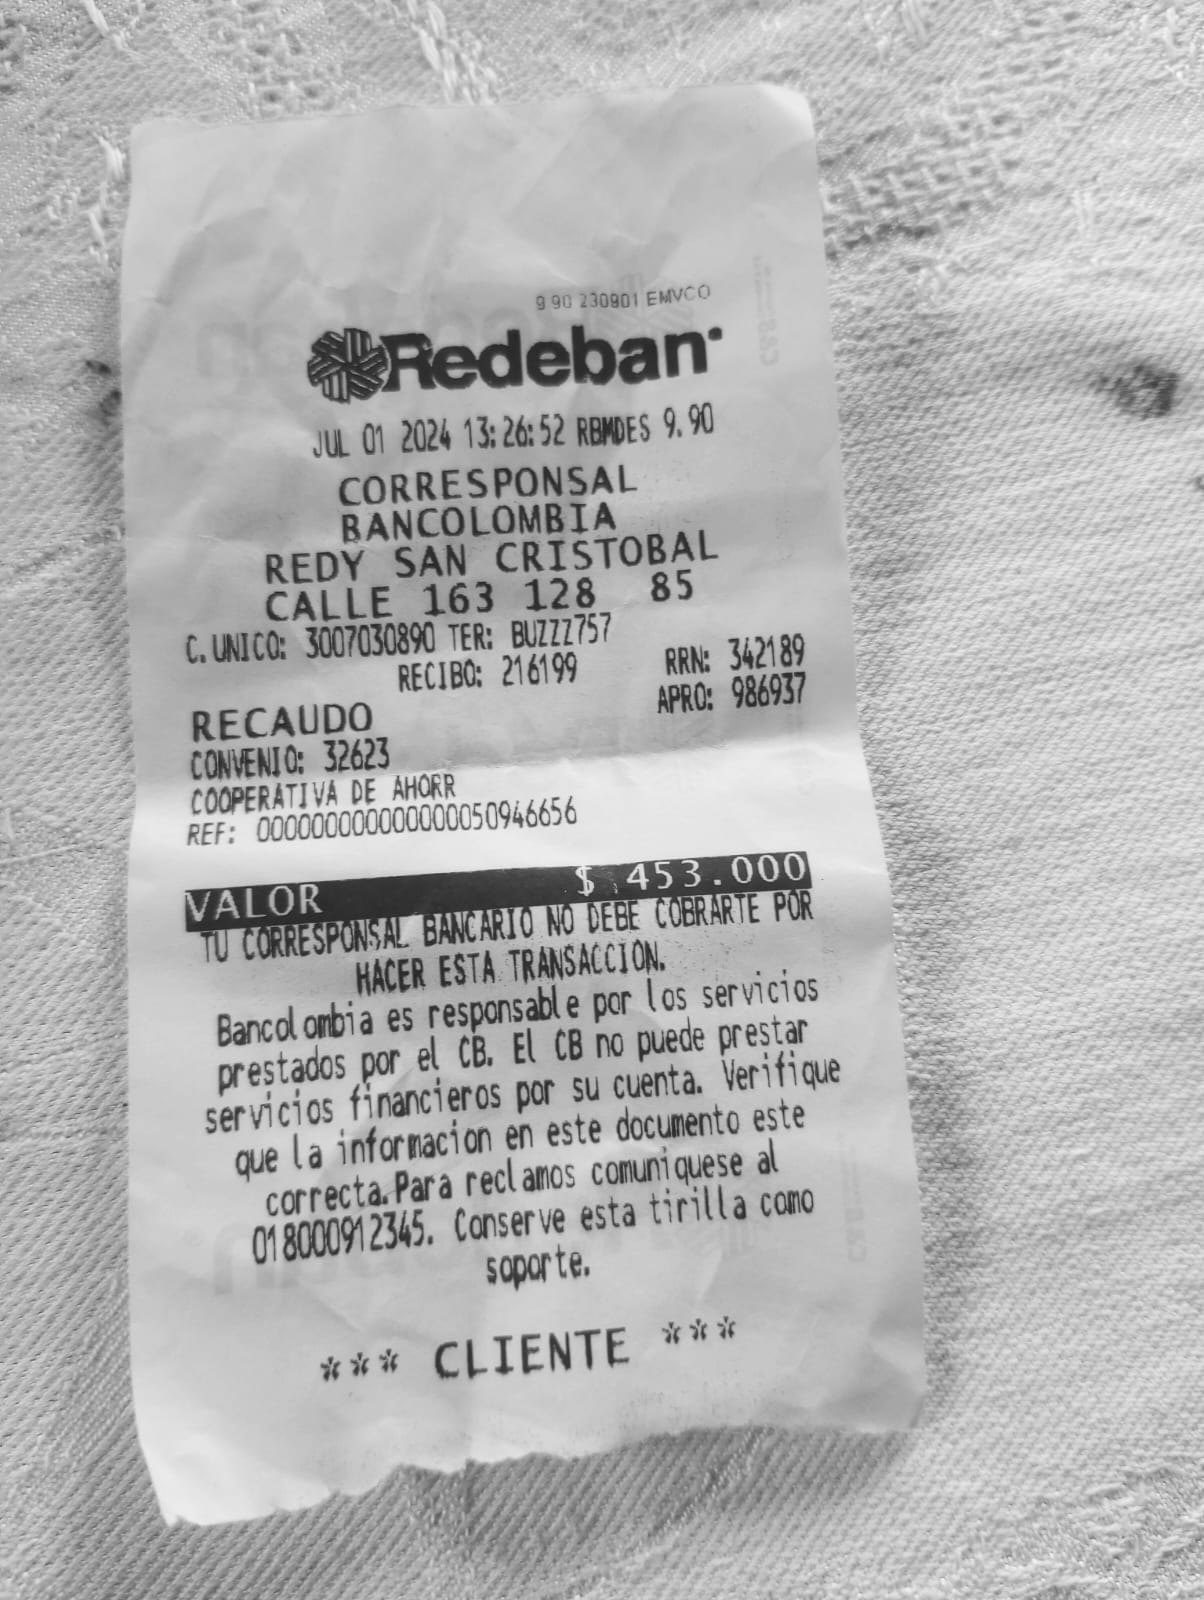 9.90 230901 EMVCO
Redeban
JUL 01 2024 13:26:52 RBMDES 9.90
CORRESPONSAL
BANCOLOMBIA
REDY SAN CRISTOBAL
CALLE 163 128 85
C.UNICO: 3007030890 TER: BUZZZ757
RECIBO: 216199 RRN: 342189
RECAUDO APRO: 986937
CONVENIO: 32623
COOPERATIVA DE AHORR
REF: 0000000000000000050946656
VALOR $ 453.000
TU CORRESPONSAL BANCARIO NO DEBE COBRARTE POR
HACER ESTA TRANSACCION.
Bancolombia es responsable por los servicios
prestados por el CB. El CB no puede prestar
servicios financieros por su cuenta. Verifique
que la informacion en este documento este
correcta.Para reclamos comuniquese al
018000912345. Conserve esta tirilla como
soporte.
*** CLIENTE ***